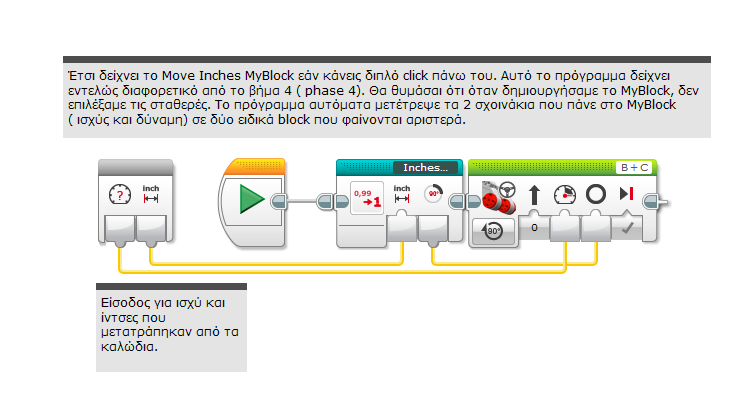 Έτσι δείχνει το Move Inches MyBlock εάν κάνεις διπλό click πάνω του. Αυτό το πρόγραμμα δείχνει
εντελώς διαφορετικό από το βήμα 4 ( phase 4). Θα θυμάσαι ότι όταν δημιουργήσαμε το MyBlock, δεν
επιλέξαμε τις σταθερές. Το πρόγραμμα αυτόματα μετέτρεψε τα 2 σχοινάκια που πάνε στο MyBlock
( ισχύς και δύναμη) σε δύο ειδικά block που φαίνονται αριστερά.
Inches...
B + C
?
inch
0,99
1
inch
90°
90°
0
Είσοδος για ισχύ και
ίντσες που
μετατράπηκαν από τα
καλώδια.